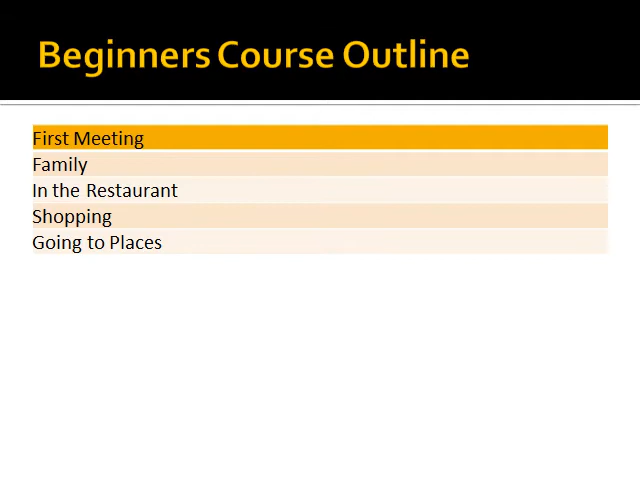 Beginners Course Outline
First Meeting
Family
In the Restaurant
Shopping
Going to Places